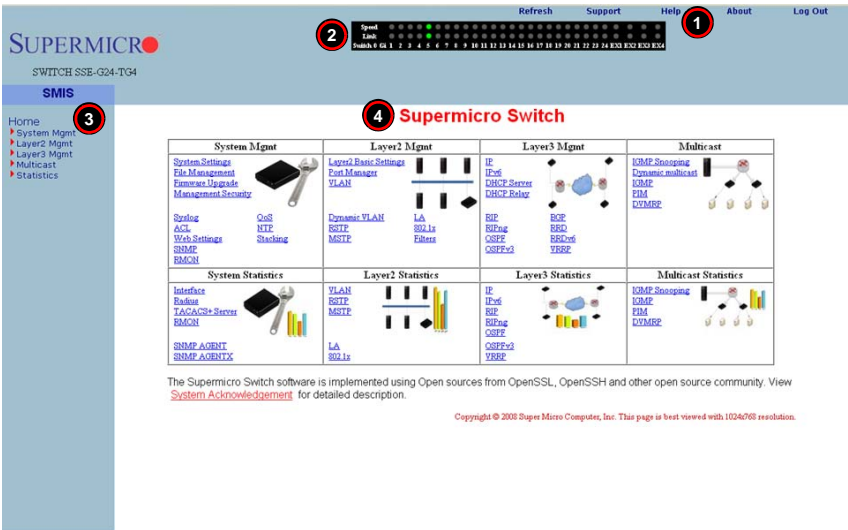 Refresh Support Help About Log Out
1
2
Speed
Link
Switch 0 Gi 1 2 3 4 5 6 7 8 9 10 11 12 13 14 15 16 17 18 19 20 21 22 23 24 EX1 EX2 EX3 EX4
SUPERMICRO
SWITCH SSE-G24-TG4
SMIS
Home
3
System Mgmt
Layer2 Mgmt
Layer3 Mgmt
Multicast
Statistics
4
Supermicro Switch
System Mgmt
System Settings
File Management
Firmware Upgrade
Management Security
Syslog QoS
ACL NTP
Web Settings Stacking
SNMP
RMON
Layer2 Mgmt
Layer2 Basic Settings
Port Manager
VLAN
Dynamic VLAN LA
RSTP 802.1x
MSTP Filters
Layer3 Mgmt
IP
IPv6
DHCP Server
DHCP Relay
RIP BGP
RIPng RRD
OSPF RRDv6
OSPFv3 VRRP
Multicast
IGMP Snooping
Dynamic multicast
IGMP
PIM
DVMRP
System Statistics
Interface
Radius
TACACS+ Server
RMON
SNMP AGENT
SNMP AGENTX
Layer2 Statistics
VLAN
RSTP
MSTP
LA
802.1x
Layer3 Statistics
IP
IPv6
RIP
RIPng
OSPF
OSPFv3
VRRP
Multicast Statistics
IGMP Snooping
IGMP
PIM
DVMRP
The Supermicro Switch software is implemented using Open sources from OpenSSL, OpenSSH and other open source community. View
System Acknowledgement for detailed description.
Copyright © 2008 Super Micro Computer, Inc. This page is best viewed with 1024x768 resolution.